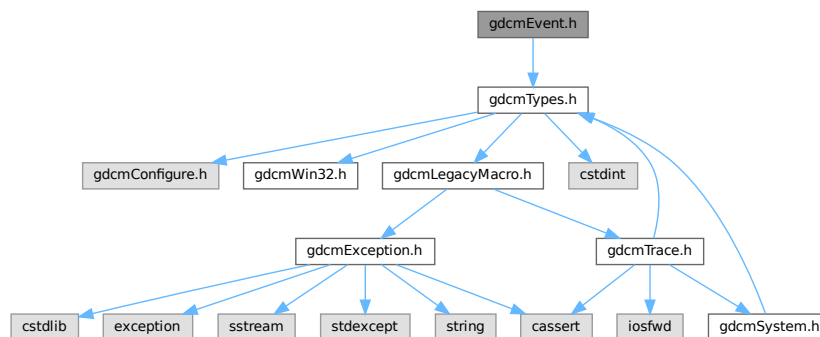 gdcmEvent.h
gdcmTypes.h
gdcmConfigure.h
gdcmWin32.h
gdcmLegacyMacro.h
cstdint
gdcmException.h
gdcmTrace.h
cstdlib
exception
sstream
stdexcept
string
cassert
iosfwd
gdcmSystem.h